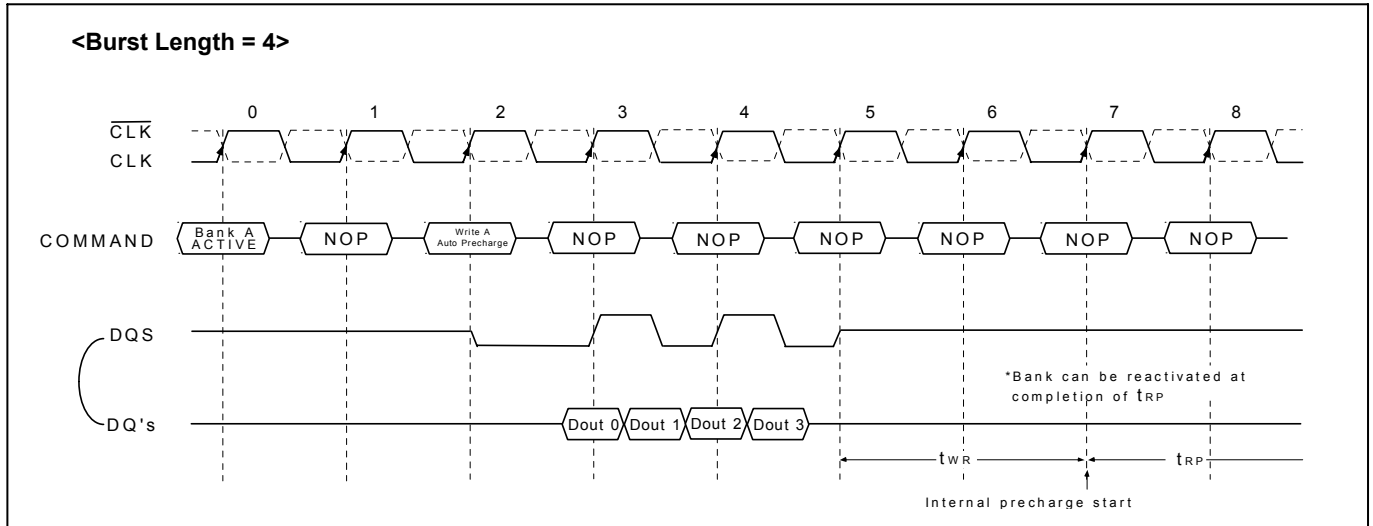 <Burst Length = 4>
0 1 2 3 4 5 6 7 8
CLK
CLK
COMMAND
Bank A
ACTIVE
NOP
Write A
Auto Precharge
NOP
NOP
NOP
NOP
NOP
NOP
DQS
*Bank can be reactivated at
completion of tRP
DQ's
Dout 0 Dout 1 Dout 2 Dout 3
tWR
tRP
Internal precharge start